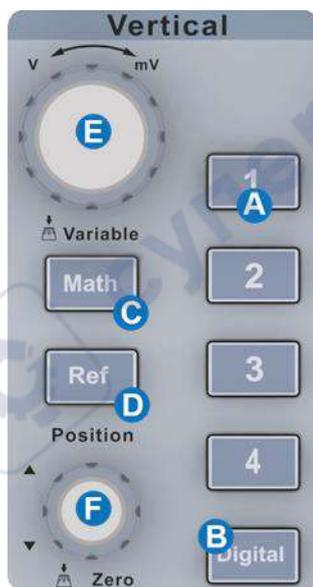 Vertical
V
mV
E
1
A
Variable
Math
C
2
Ref
D
3
Position
F
4
B
Digital
Zero